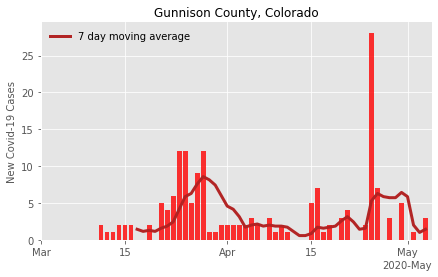 Gunnison County, Colorado
7 day moving average
New Covid-19 Cases
25
20
15
10
5
0
Mar 15 Apr 15 May
2020-May